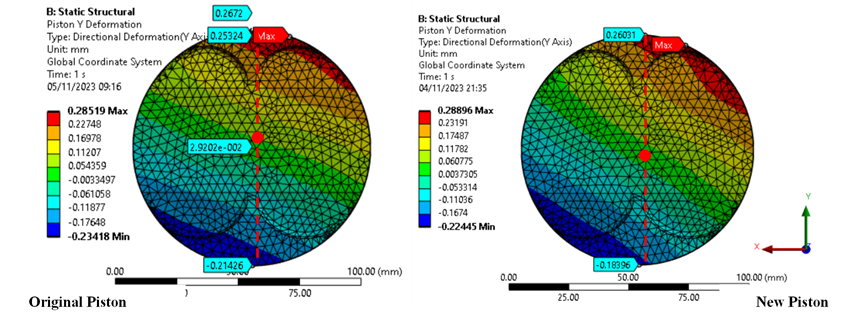 B: Static Structural
Piston Y Deformation
Type: Directional Deformation(Y Axi
Unit: mm
Global Coordinate System
Time: 1 s
05/11/2023 09:16
0.28519 Max
0.22748
0.16978
0.11207
0.054359
-0.0033497
-0.061058
-0.11877
-0.17648
-0.23418 Min
0.2672
0.25324
Max
2.9202e-002
-0.21426
0.00
100.00 (mm)
75.00
Original Piston
B: Static Structural
Piston Y Deformation
Type: Directional Deformation(Y Axis)
Unit: mm
Global Coordinate System
Time: 1 s
04/11/2023 21:35
0.28896 Max
0.23191
0.17487
0.11782
0.060775
0.0037305
-0.053314
-0.11036
-0.1674
-0.22445 Min
0.26031
Max
-0.18396
0.00
50.00
100.00 (mm)
25.00
75.00
Y
X
New Piston